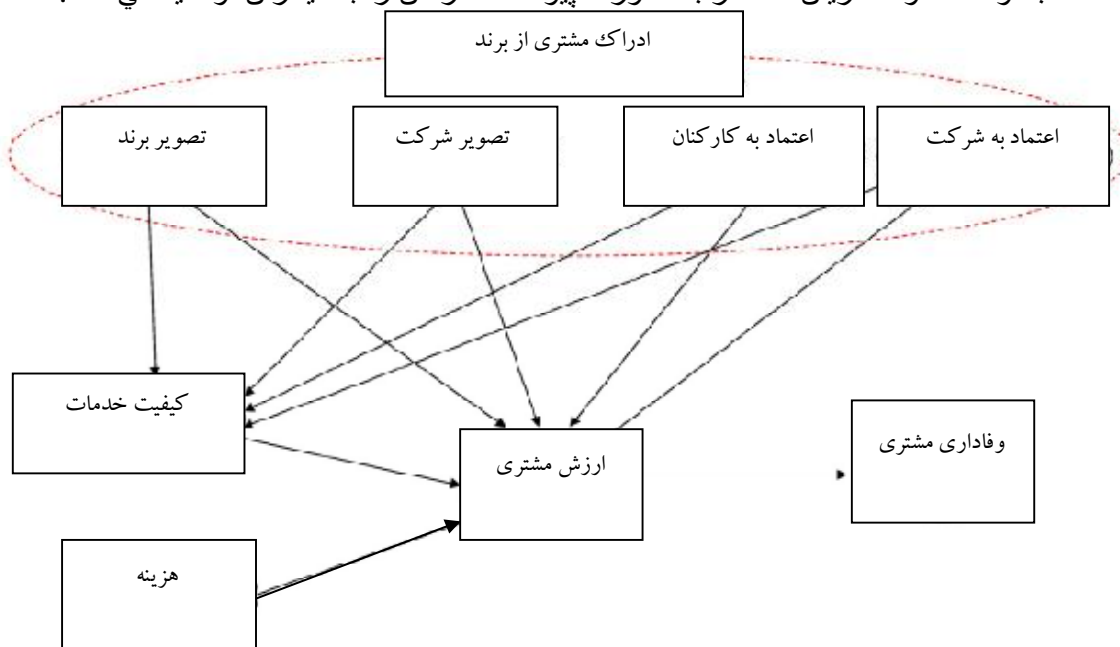 ادراك مشتری از برند
اعتماد به شرکت
اعتماد به کارکنان
تصویر شرکت
تصویر برند
کیفیت خدمات
وفاداری مشتری
ارزش مشتری
هزینه